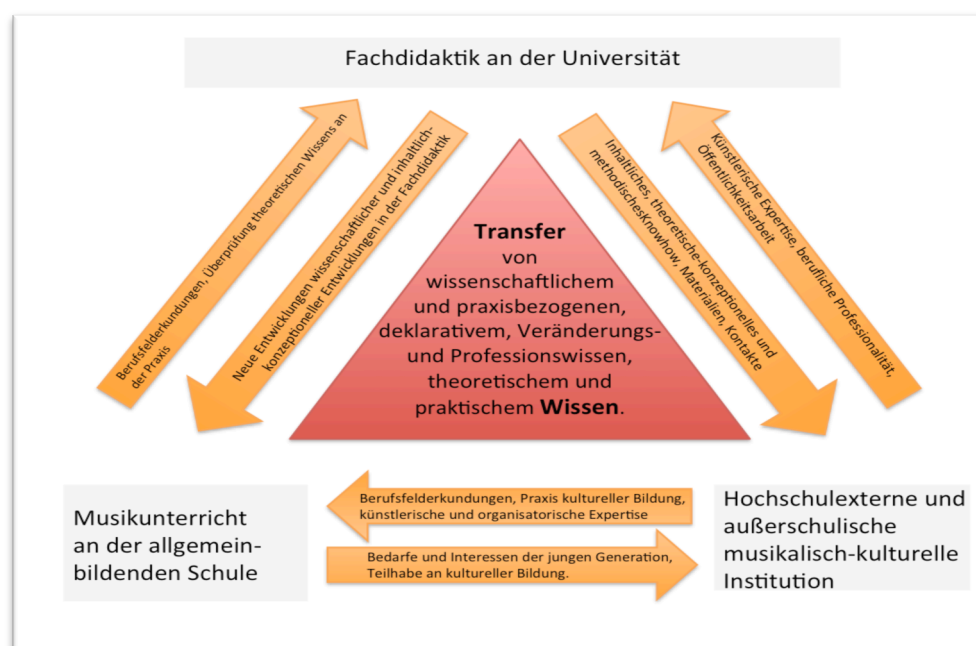 Fachdidaktik an der Universität
Berufsfelderkundungen, Überprüfung theoretischen Wissens an
der Praxis
Neue Entwicklungen wissenschaftlicher und inhaltlich-
konzeptioneller Entwicklungen in der Fachdidaktik
Transfer
von
wissenschaftlichem
und praxisbezogenen,
deklarativem, Veränderungs-
und Professionswissen,
theoretischem und
praktischem Wissen.
Inhaltliches, theoretische-konzeptionelles und
methodischesKnowhow, Materialien, Kontakte
Künstlerische Expertise, berufliche Professionalität,
Öffentlichkeitsarbeit
Musikunterricht
an der allgemein-
bildenden Schule
Berufsfelderkundungen, Praxis kultureller Bildung,
künstlerische und organisatorische Expertise
Bedarfe und Interessen der jungen Generation,
Teilhabe an kultureller Bildung.
Hochschulexterne und
außerschulische
musikalisch-kulturelle
Institution